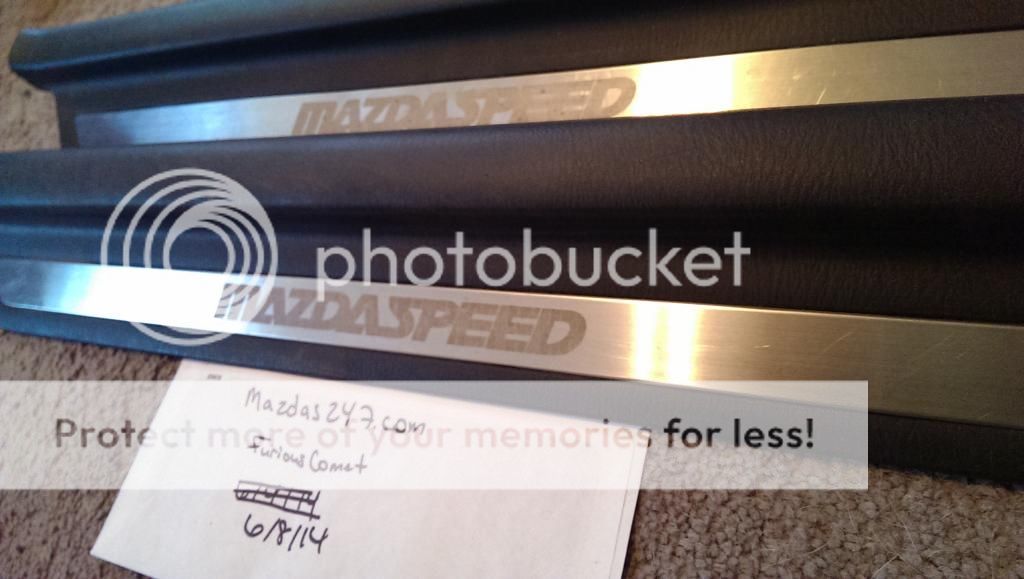 MAZDASPEED
photobucket
MAZDASPEED
Mazdas247.com
Protect more of your memories for less!
Furious Comet
6/8/14